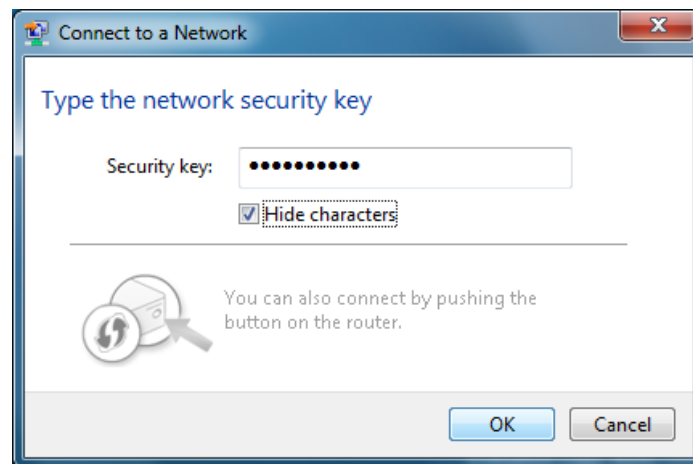 Connect to a Network
Type the network security key
Security key: ••••••••••
Hide characters
You can also connect by pushing the
button on the router.
OK Cancel